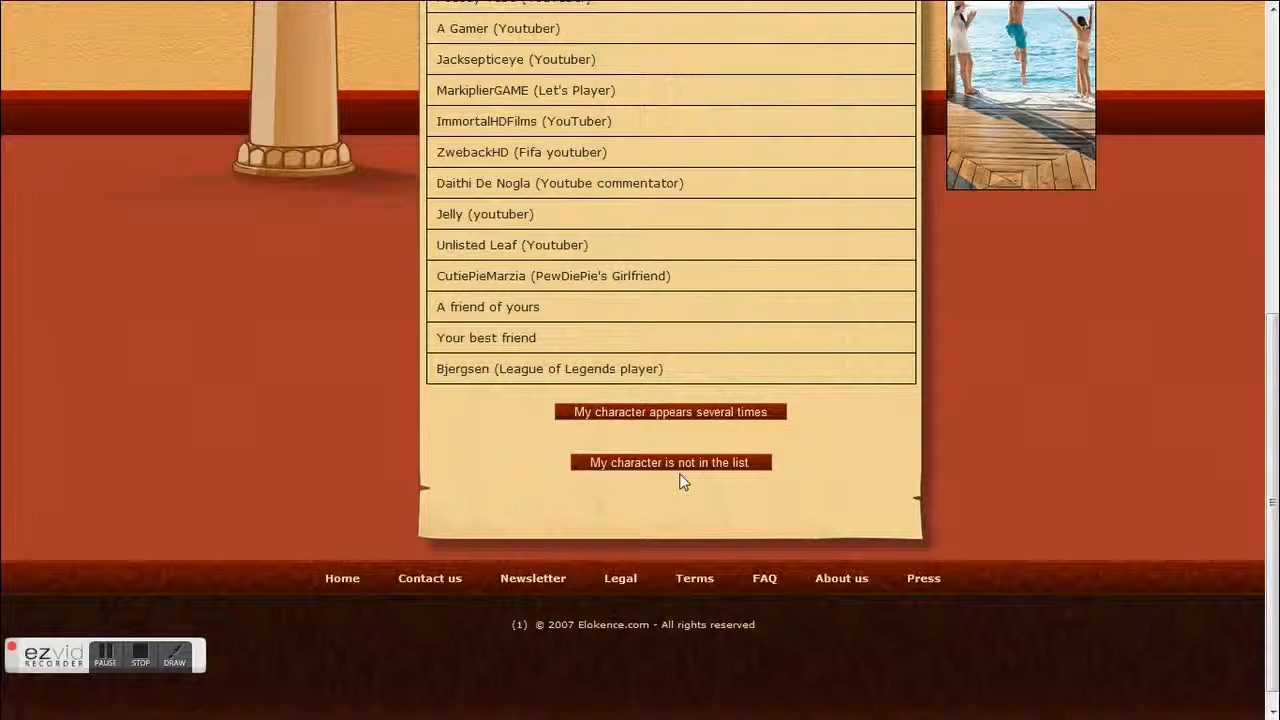 A Gamer (Youtuber)
Jacksepticeye (Youtuber)
MarkiplierGAME (Let's Player)
ImmortalHDFilms (YouTuber)
ZwebackHD (Fifa youtuber)
Daithi De Nogla (Youtube commentator)
Jelly (youtuber)
Unlisted Leaf (Youtuber)
CutiePieMarzia (PewDiePie's Girlfriend)
A friend of yours
Your best friend
Bjergsen (League of Legends player)
My character appears several times
My character is not in the list
Home Contact us Newsletter Legal Terms FAQ About us Press
(1) © 2007 Elokence.com - All rights reserved
ezvid
RECORDER
PAUSE STOP DRAW